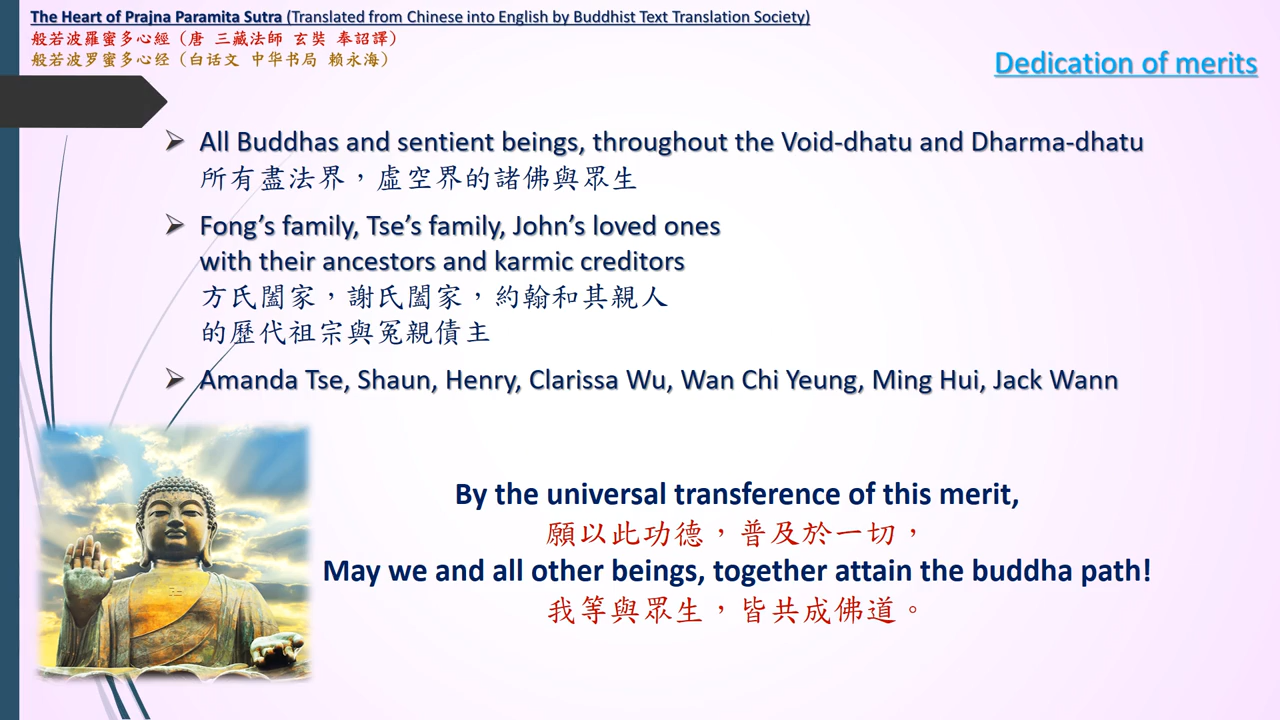 The Heart of Prajna Paramita Sutra (Translated from Chinese into English by Buddhist Text Translation Society)
般若波羅蜜多心經（唐 三藏法師 玄奘 奉詔譯）
般若波罗蜜多心经（白话文 中华书局 赖永海）
Dedication of merits
All Buddhas and sentient beings, throughout the Void-dhatu and Dharma-dhatu
所有盡法界，虛空界的諸佛與眾生
Fong’s family, Tse’s family, John’s loved ones
with their ancestors and karmic creditors
方氏闔家，謝氏闔家，約翰和其親人
的歷代祖宗與冤親債主
Amanda Tse, Shaun, Henry, Clarissa Wu, Wan Chi Yeung, Ming Hui, Jack Wann
By the universal transference of this merit,
願以此功德，普及於一切，
May we and all other beings, together attain the buddha path!
我等與眾生，皆共成佛道。